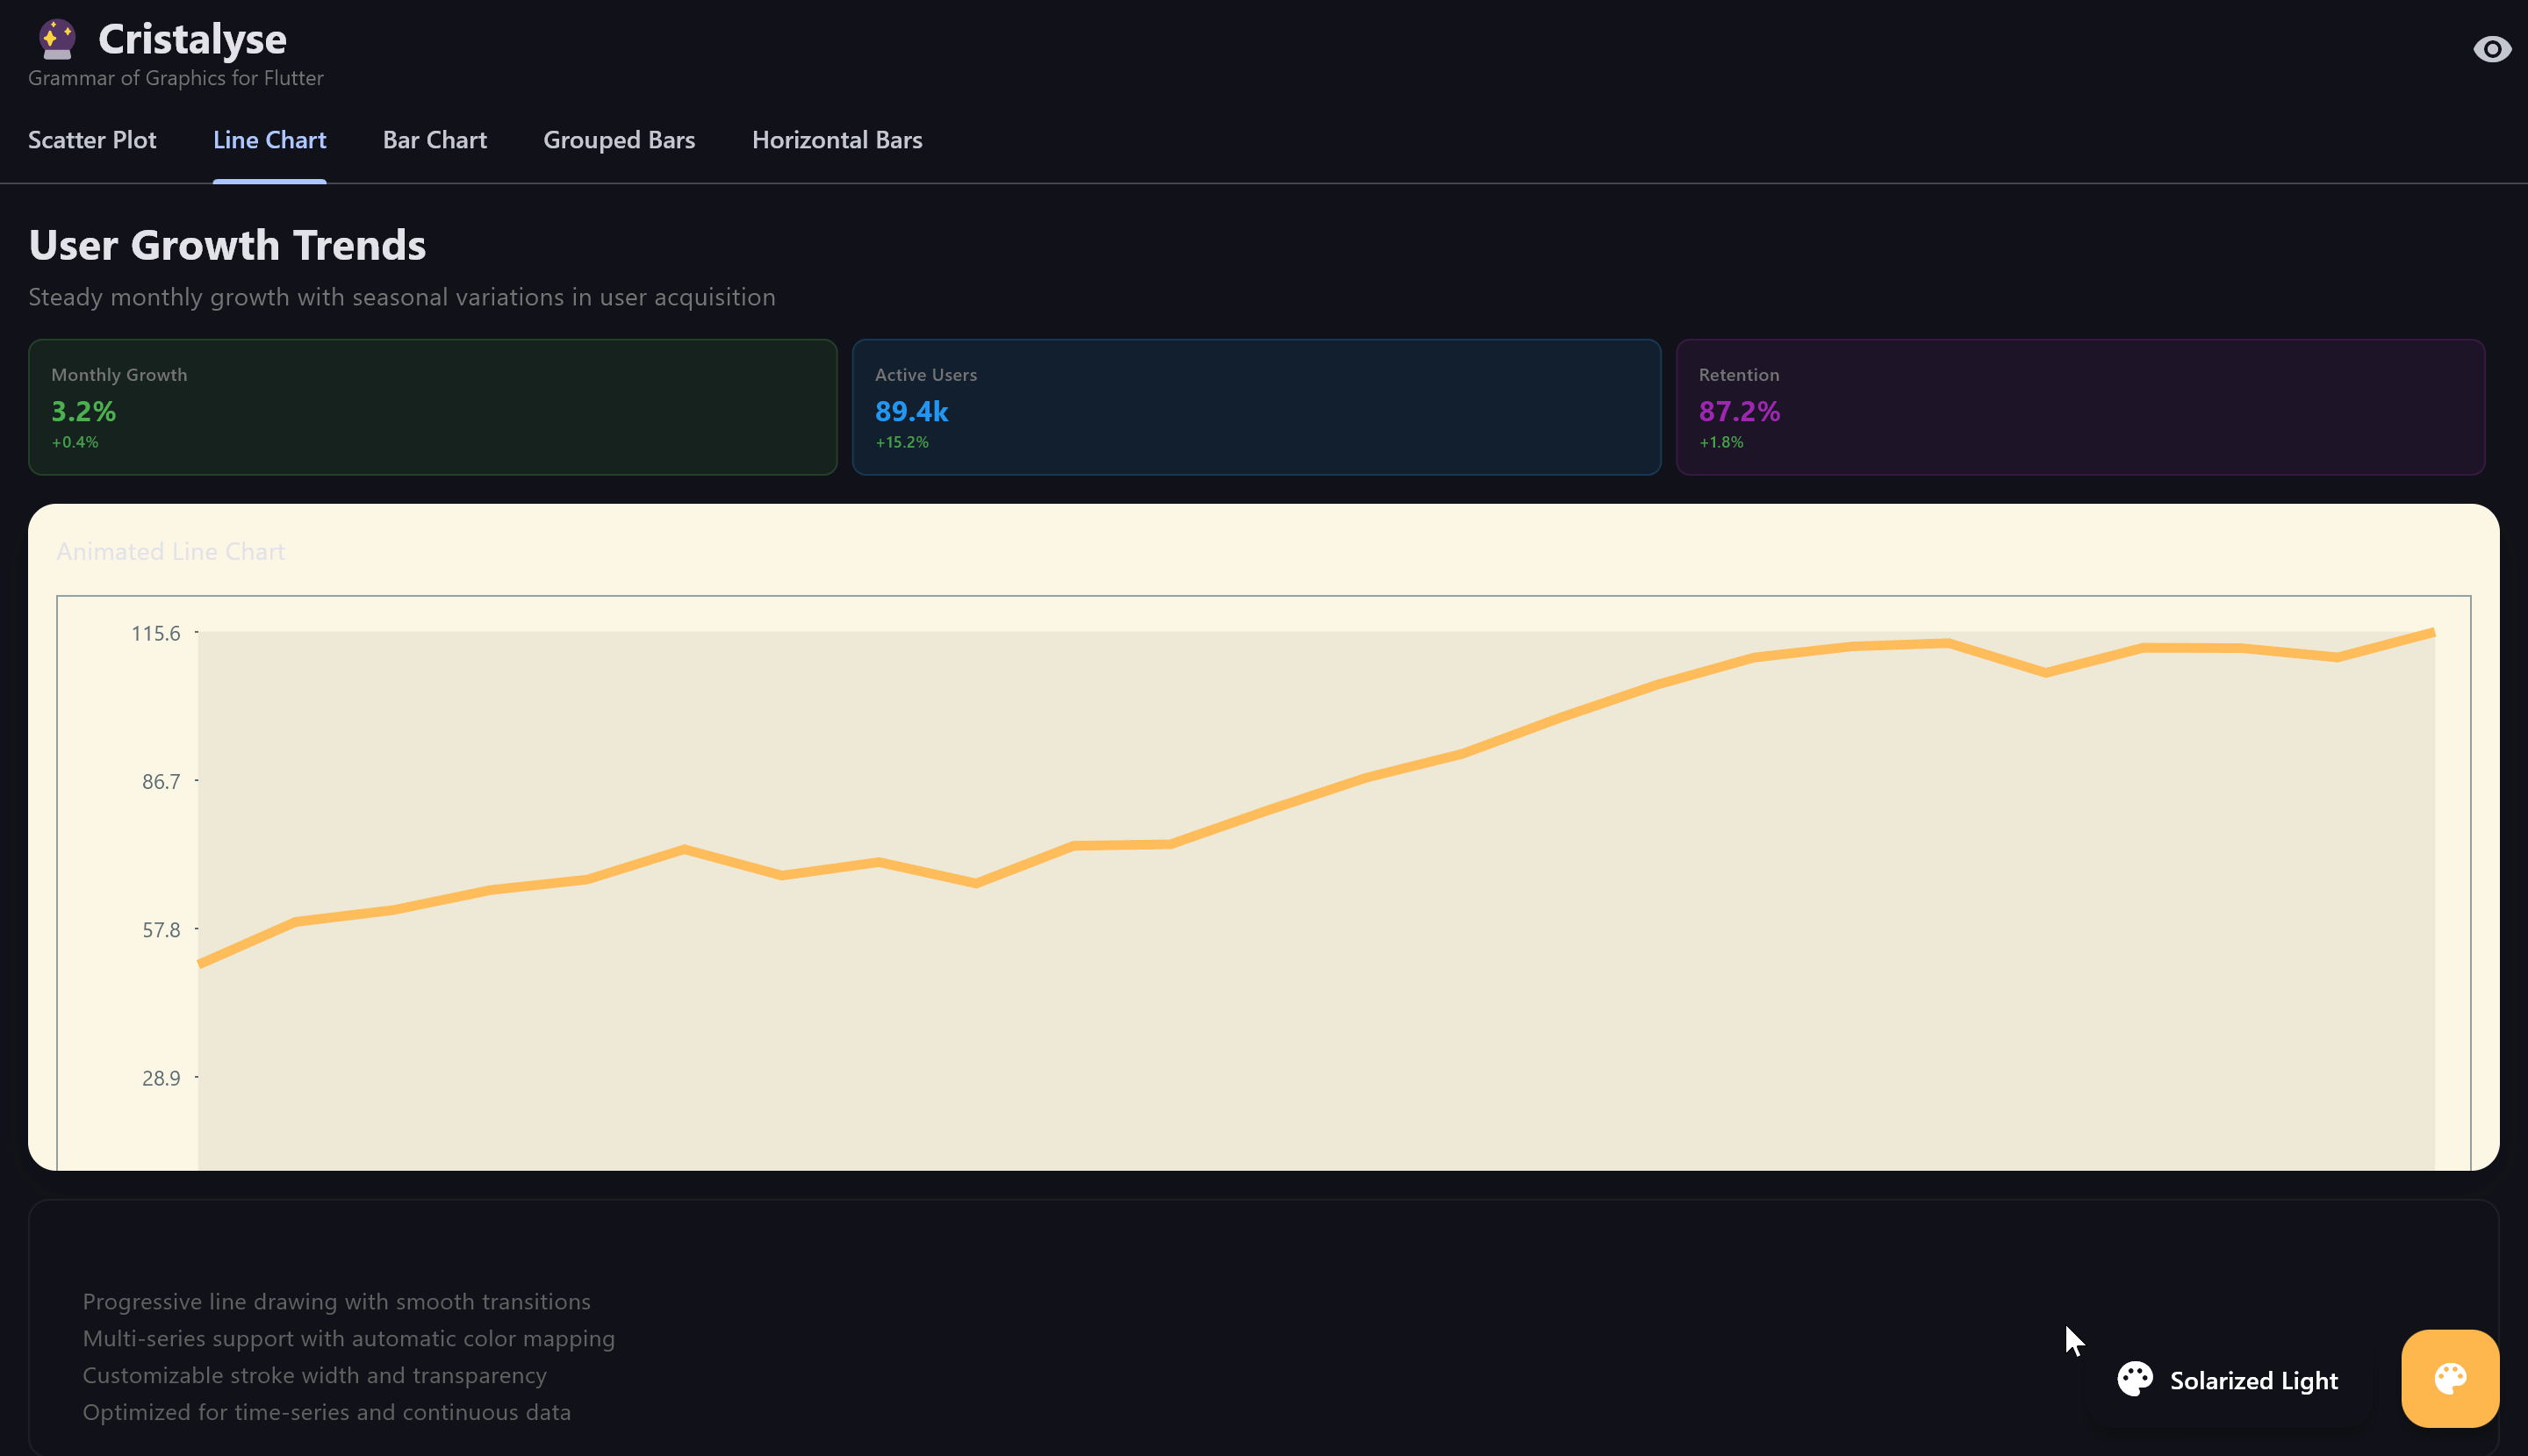 Cristalyse
Grammar of Graphics for Flutter
Scatter Plot
Line Chart
Bar Chart
Grouped Bars
Horizontal Bars
User Growth Trends
Steady monthly growth with seasonal variations in user acquisition
Monthly Growth
3.2%
+0.4%
Active Users
89.4k
+15.2%
Retention
87.2%
+1.8%
Animated Line Chart
115.6
86.7
57.8
28.9
Progressive line drawing with smooth transitions
Multi-series support with automatic color mapping
Customizable stroke width and transparency
Optimized for time-series and continuous data
Solarized Light